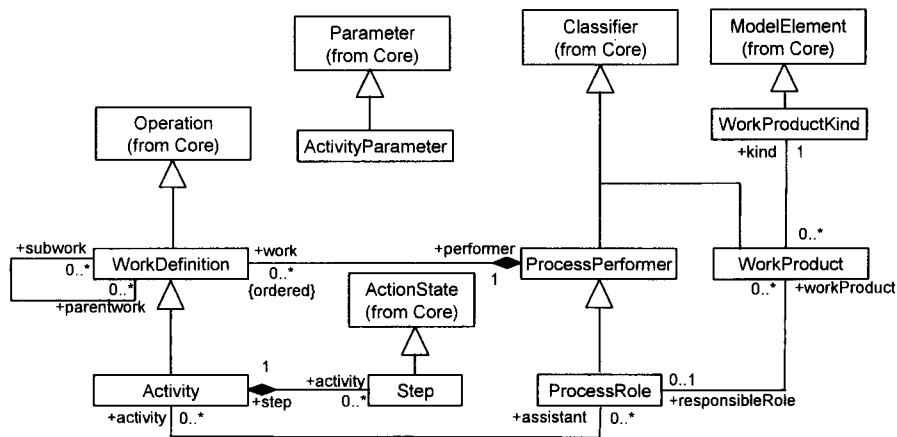 Parameter
(from Core)
Classifier
(from Core)
ModelElement
(from Core)
Operation
(from Core)
ActivityParameter
WorkProductKind
+kind
1
+subwork
0..*
WorkDefinition
0..*
+parentwork
+work
0..*
{ordered}
+performer
1
ProcessPerformer
0..*
WorkProduct
0..*
+workProduct
ActionState
(from Core)
Activity
1
+step
+activity
0..*
Step
ProcessRole
0..1
+responsibleRole
+activity
0..*
+assistant
0..*